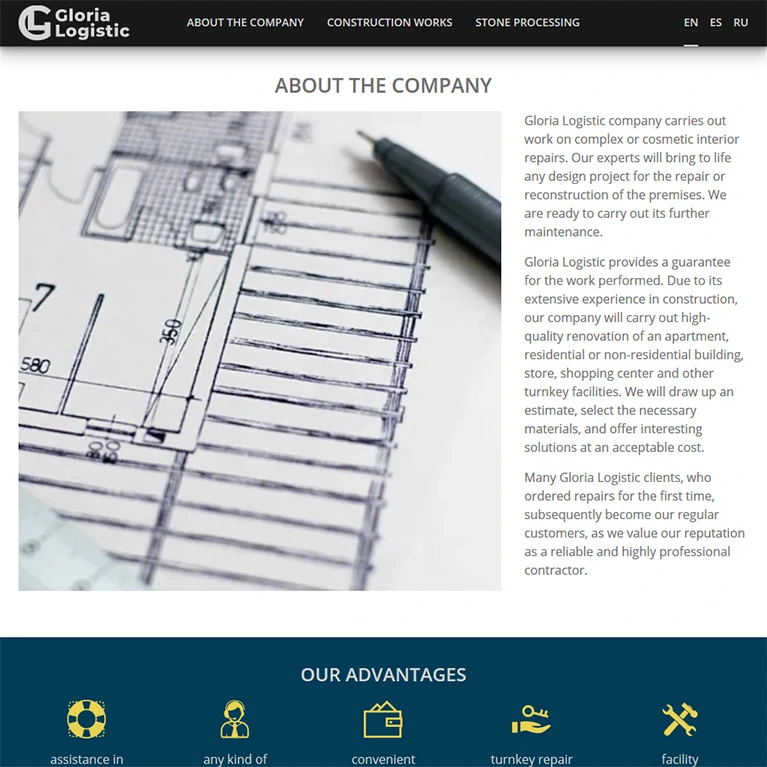 Gloria
Logistic
ABOUT THE COMPANY
CONSTRUCTION WORKS
STONE PROCESSING
EN
ES
RU
ABOUT THE COMPANY
7
350
580
Gloria Logistic company carries out
work on complex or cosmetic interior
repairs. Our experts will bring to life
any design project for the repair or
reconstruction of the premises. We
are ready to carry out its further
maintenance.
Gloria Logistic provides a guarantee
for the work performed. Due to its
extensive experience in construction,
our company will carry out high-
quality renovation of an apartment,
residential or non-residential building,
store, shopping center and other
turnkey facilities. We will draw up an
estimate, select the necessary
materials, and offer interesting
solutions at an acceptable cost.
Many Gloria Logistic clients, who
ordered repairs for the first time,
subsequently become our regular
customers, as we value our reputation
as a reliable and highly professional
contractor.
OUR ADVANTAGES
assistance in
any kind of
convenient
turnkey repair
facility